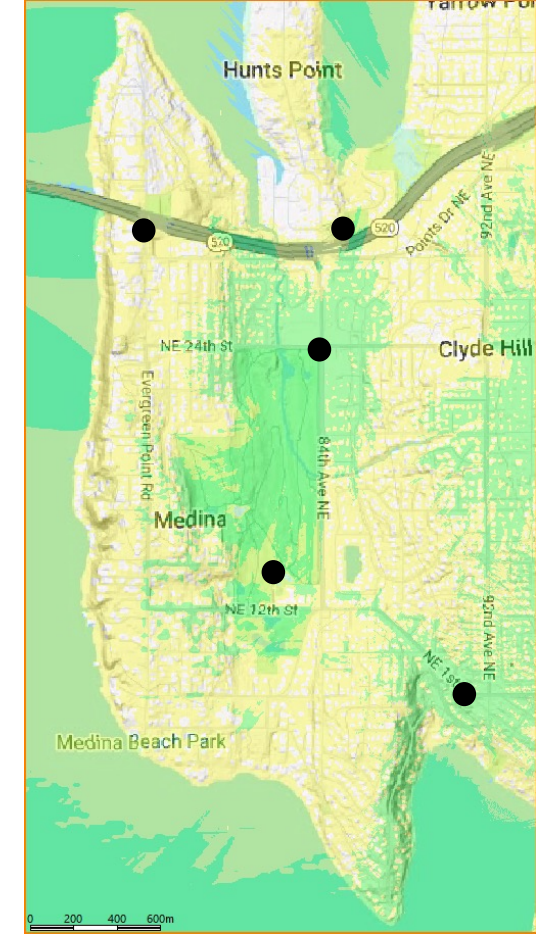 Hunts Point
92nd Ave NE
Points Dr NE
520
520
NE 24th St
Clyde Hill
Evergreen Point Rd
84th Ave NE
Medina
NE 12th St
92nd Ave NE
NE 1st
Medina Beach Park
0 200 400 600m